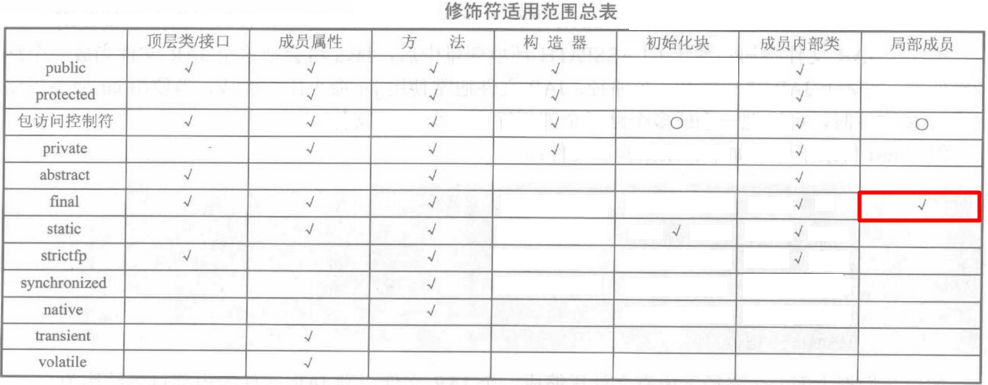 修饰符适用范围总表
顶层类/接口 成员属性 方 法 构 造 器 初始化块 成员内部类 局部成员
public √ √ √ √ √
protected √ √ √ √
包访问控制符 √ √ √ √ ○ √ ○
private √ √ √ √
abstract √ √ √
final √ √ √ √ √
static √ √ √ √
strictfp √ √ √
synchronized √
native √
transient √
volatile √